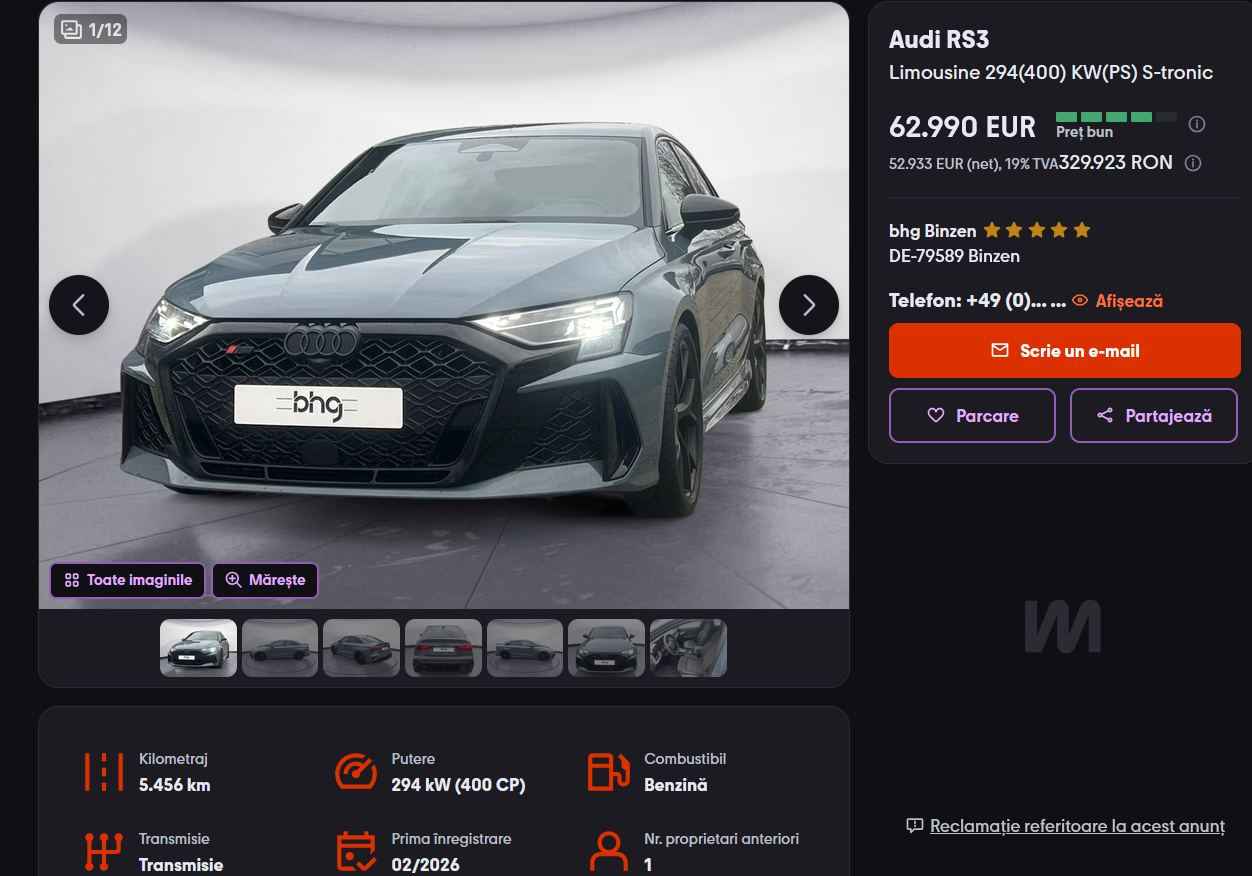 1/12
bhg
Toate imaginile
Mărește
Audi RS3
Limousine 294(400) KW(PS) S-tronic
62.990 EUR
Preț bun
52.933 EUR (net), 19% TVA329.923 RON
bhg Binzen
DE-79589 Binzen
Telefon: +49 (0)... ... Afișează
Scrie un e-mail
Parcare
Partajează
Kilometraj
5.456 km
Putere
294 kW (400 CP)
Combustibil
Benzină
Transmisie
Transmisie
Prima înregistrare
02/2026
Nr. proprietari anteriori
1
m
Reclamație referitoare la acest anunț